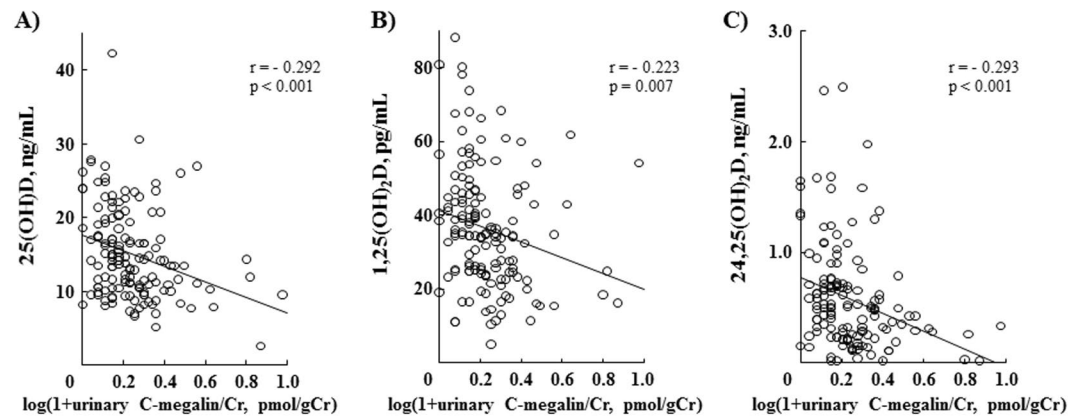 A)
25(OH)D, ng/mL
40
30
20
10
0 0.2 0.4 0.6 0.8 1.0
log(1+urinary C-megalin/Cr, pmol/gCr)
r = - 0.292
p < 0.001
B)
1,25(OH)₂D, pg/mL
80
60
40
20
0 0.2 0.4 0.6 0.8 1.0
log(1+urinary C-megalin/Cr, pmol/gCr)
r = - 0.223
p = 0.007
C)
24,25(OH)₂D, ng/mL
3.0
2.0
1.0
0 0.2 0.4 0.6 0.8 1.0
log(1+urinary C-megalin/Cr, pmol/gCr)
r = - 0.293
p < 0.001